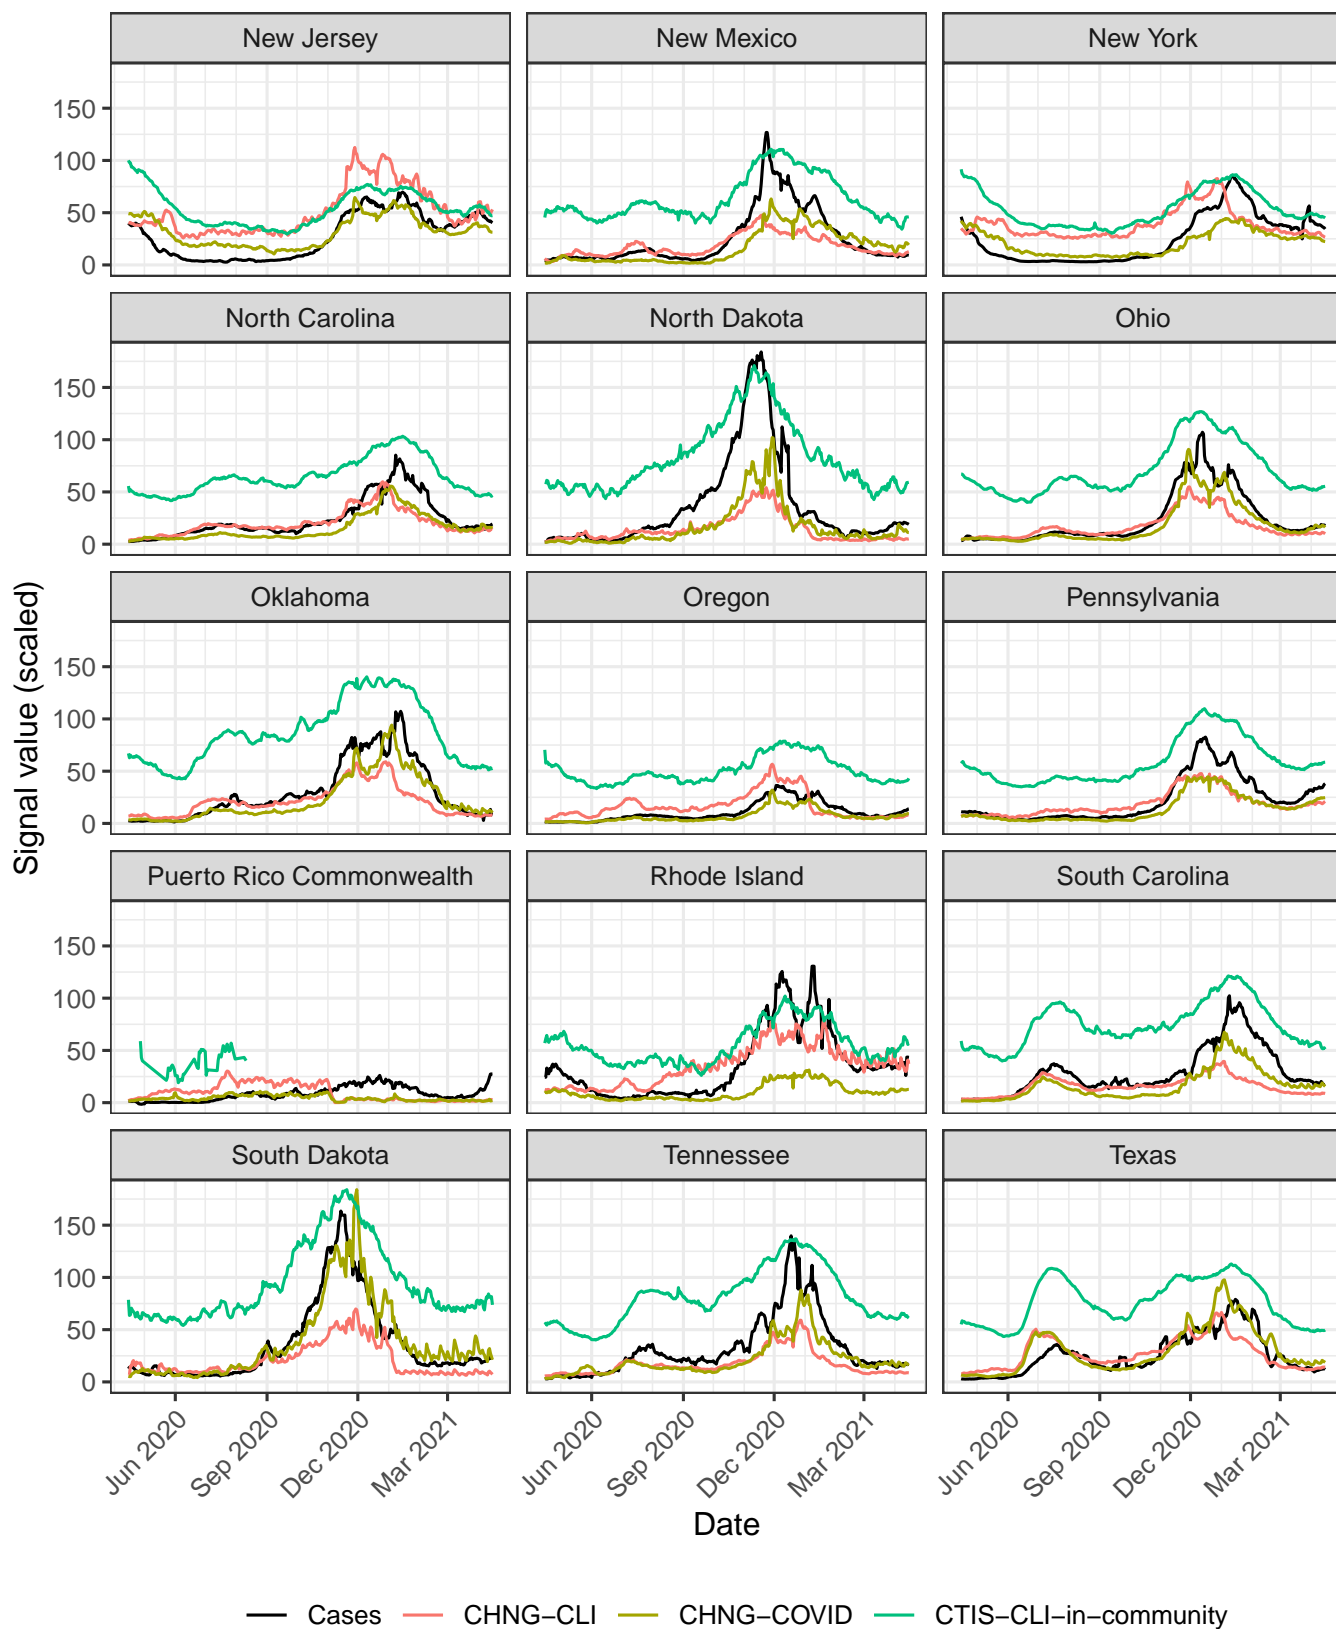 New Jersey New Mexico New York
150
100
50
0
North Carolina North Dakota Ohio
150
100
50
0
Signal value (scaled)
Oklahoma Oregon Pennsylvania
150
100
50
0
Puerto Rico Commonwealth Rhode Island South Carolina
150
100
50
0
South Dakota Tennessee Texas
150
100
50
0
Jun 2020 Sep 2020 Dec 2020 Mar 2021 Jun 2020 Sep 2020 Dec 2020 Mar 2021 Jun 2020 Sep 2020 Dec 2020 Mar 2021
Date
Cases CHNG−CLI CHNG−COVID CTIS−CLI−in−community